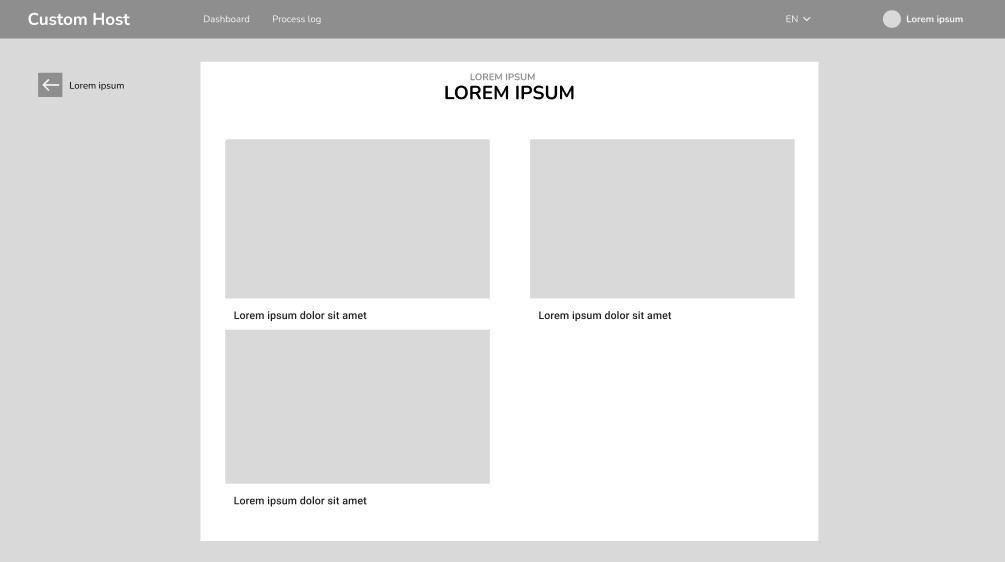 Custom Host
Dashboard
Process log
EN
Lorem ipsum
Lorem ipsum
LOREM IPSUM
LOREM IPSUM
Lorem ipsum dolor sit amet
Lorem ipsum dolor sit amet
Lorem ipsum dolor sit amet